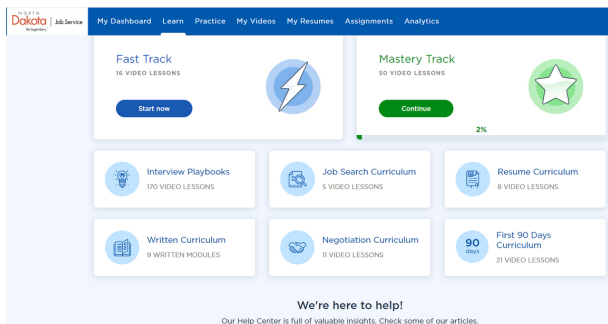 NORTH
Dakota | Job Service
Be Legendary.
My Dashboard Learn Practice My Videos My Resumes Assignments Analytics
Fast Track
16 VIDEO LESSONS
Start now
Mastery Track
50 VIDEO LESSONS
Continue
2%
Interview Playbooks
170 VIDEO LESSONS
Job Search Curriculum
5 VIDEO LESSONS
Resume Curriculum
8 VIDEO LESSONS
Written Curriculum
9 WRITTEN MODULES
Negotiation Curriculum
11 VIDEO LESSONS
90
days
First 90 Days
Curriculum
21 VIDEO LESSONS
We're here to help!
Our Help Center is full of valuable insights. Check some of our articles.